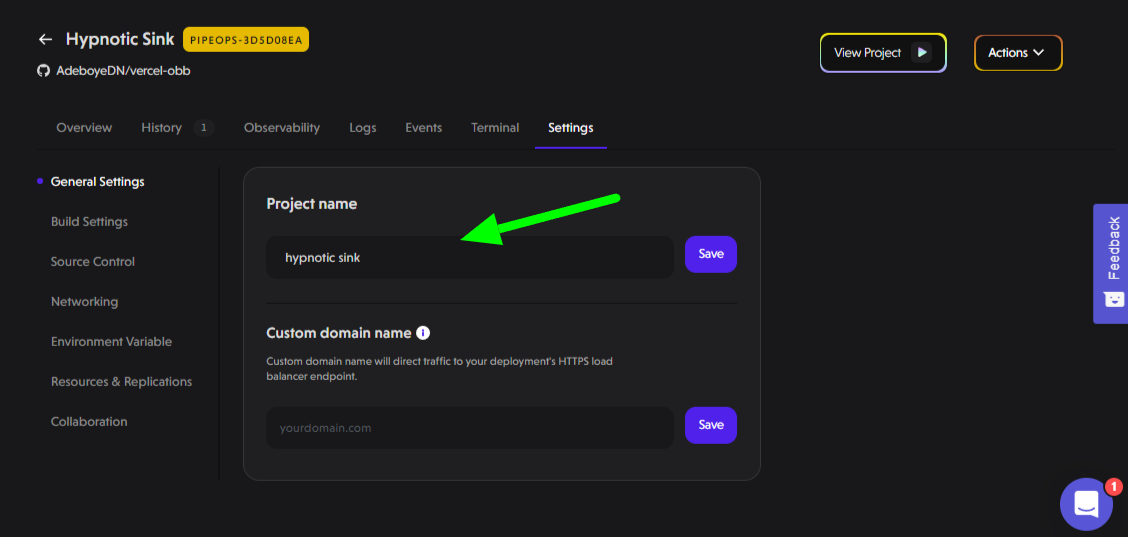 Hypnotic Sink
PIPEOPS-3D5D08EA
AdeboyeDN/vercel-obb
View Project
Actions
Overview
History
1
Observability
Logs
Events
Terminal
Settings
General Settings
Build Settings
Source Control
Networking
Environment Variable
Resources & Replications
Collaboration
Project name
hypnotic sink
Save
Custom domain name
Custom domain name will direct traffic to your deployment's HTTPS load
balancer endpoint.
yourdomain.com
Save
Feedback
1